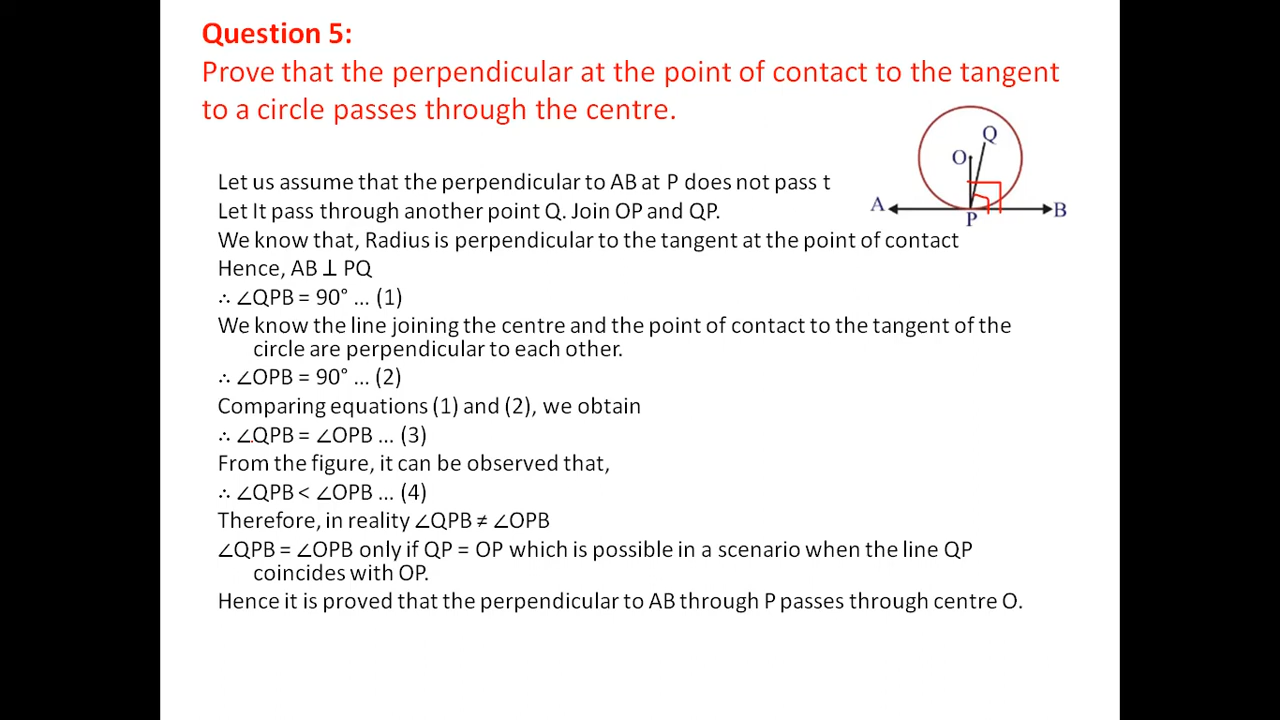 Question 5:
Prove that the perpendicular at the point of contact to the tangent
to a circle passes through the centre.
Q
O
A
B
P
Let us assume that the perpendicular to AB at P does not pass t
Let It pass through another point Q. Join OP and QP.
We know that, Radius is perpendicular to the tangent at the point of contact
Hence, AB ⊥ PQ
∴ ∠QPB = 90° ... (1)
We know the line joining the centre and the point of contact to the tangent of the
circle are perpendicular to each other.
∴ ∠OPB = 90° ... (2)
Comparing equations (1) and (2), we obtain
∴ ∠QPB = ∠OPB ... (3)
From the figure, it can be observed that,
∴ ∠QPB < ∠OPB ... (4)
Therefore, in reality ∠QPB ≠ ∠OPB
∠QPB = ∠OPB only if QP = OP which is possible in a scenario when the line QP
coincides with OP.
Hence it is proved that the perpendicular to AB through P passes through centre O.